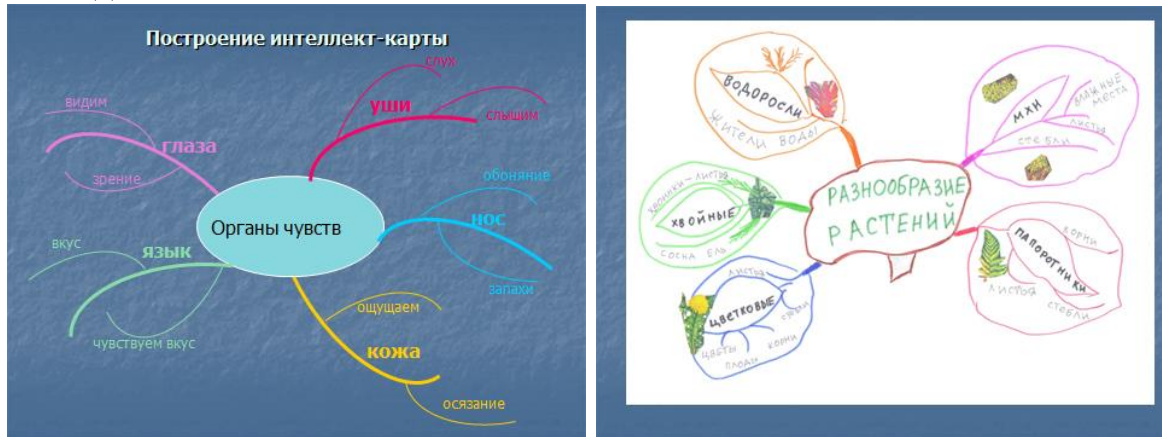 Построение интеллект-карты
слух
уши
слышим
видим
глаза
зрение
обоняние
нос
запахи
Органы чувств
вкус
язык
чувствуем вкус
ощущаем
кожа
осязание
ВОДОРОСЛИ
ЖИТЕЛИ ВОДЫ
МХИ
ВЛАЖНЫЕ
МЕСТА
ЛИСТЬЯ
СТЕБЛИ
ХВОИНКИ-ЛИСТЬЯ
ХВОЙНЫЕ
СОСНА ЕЛЬ
РАЗНООБРАЗИЕ
РАСТЕНИЙ
КОРНИ
ПАПОРОТНИКИ
ЛИСТЬЯ
СТЕБЛИ
ЛИСТЬЯ
ЦВЕТКОВЫЕ
ЦВЕТЫ
ПЛОДЫ
КОРНИ